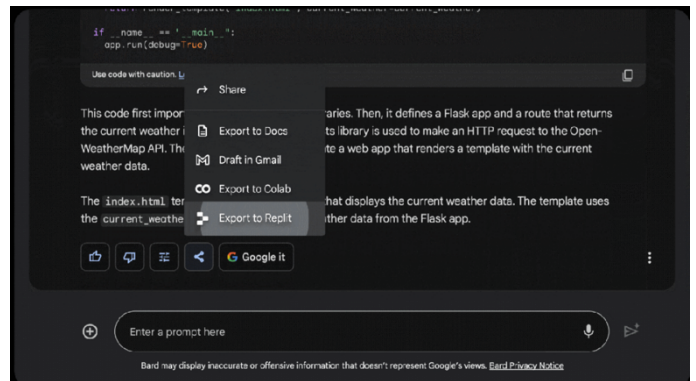 if __name__ == '__main__":
app.run(debug=True)
Use code with caution.
Share
This code first impor raries. Then, it defines a Flask app and a route that returns
the current weather i ts library is used to make an HTTP request to the Open-
Export to Docs
WeatherMap API. The te a web app that renders a template with the current
weather data.
Draft in Gmail
Export to Colab
The index.html ter hat displays the current weather data. The template uses
the current_weathe ther data from the Flask app.
Export to Replit
Google it
Enter a prompt here
Bard may display inaccurate or offensive information that doesn't represent Google's views. Bard Privacy Notice